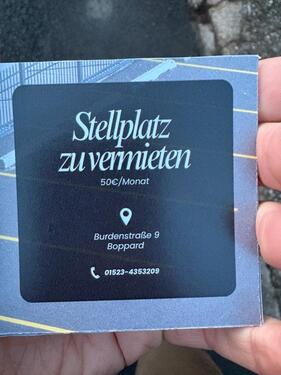 Stellplatz
zu vermieten
50€/Monat
Burdenstraße 9
Boppard
01523-4353209